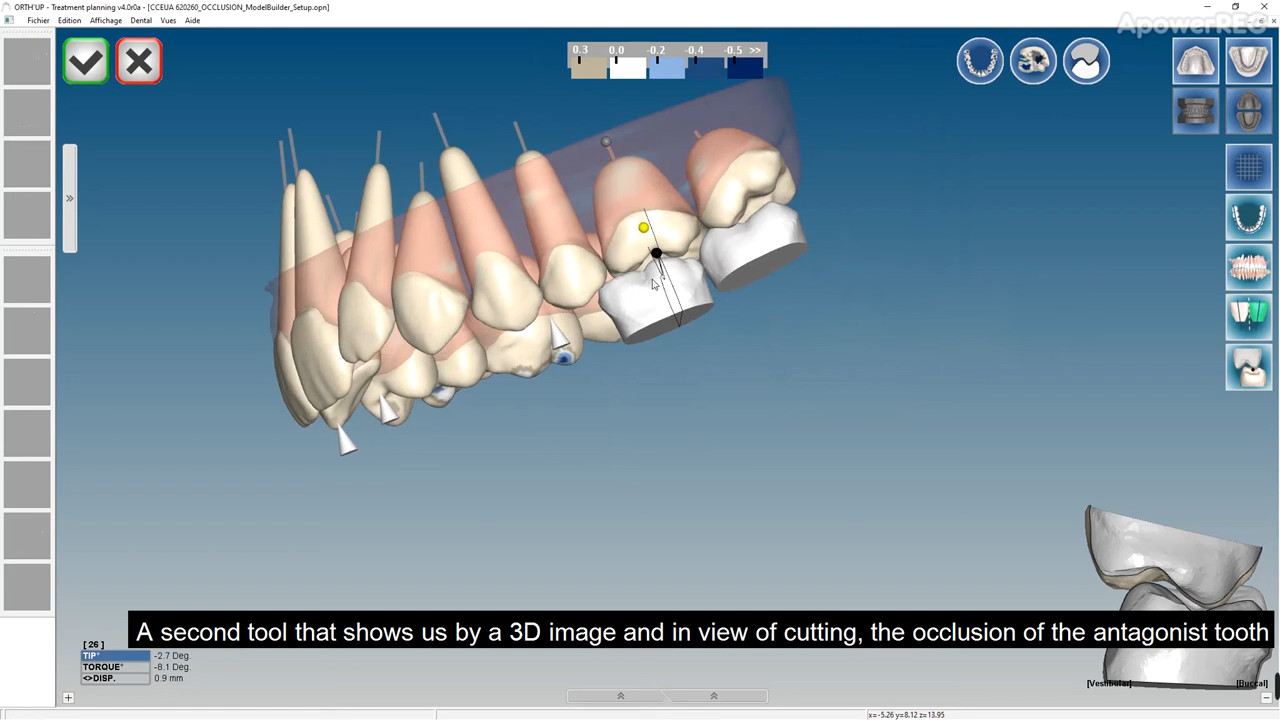 ORTH'UP - Treatment planning v4.0r0a - [CCEUA 620260_OCCLUSION_ModelBuilder_Setup.opn]
Fichier Edition Affichage Dental Vues Aide
ApowerREC
0.3 0.0 -0.2 -0.4 -0.5 >>
»
A second tool that shows us by a 3D image and in view of cutting, the occlusion of the antagonist tooth
[ 26 ]
TIP° -2.7 Deg.
TORQUE° -8.1 Deg.
<>DISP. 0.9 mm
[Vestibular] [Buccal]
x=-5.26 y=8.12 z=13.95